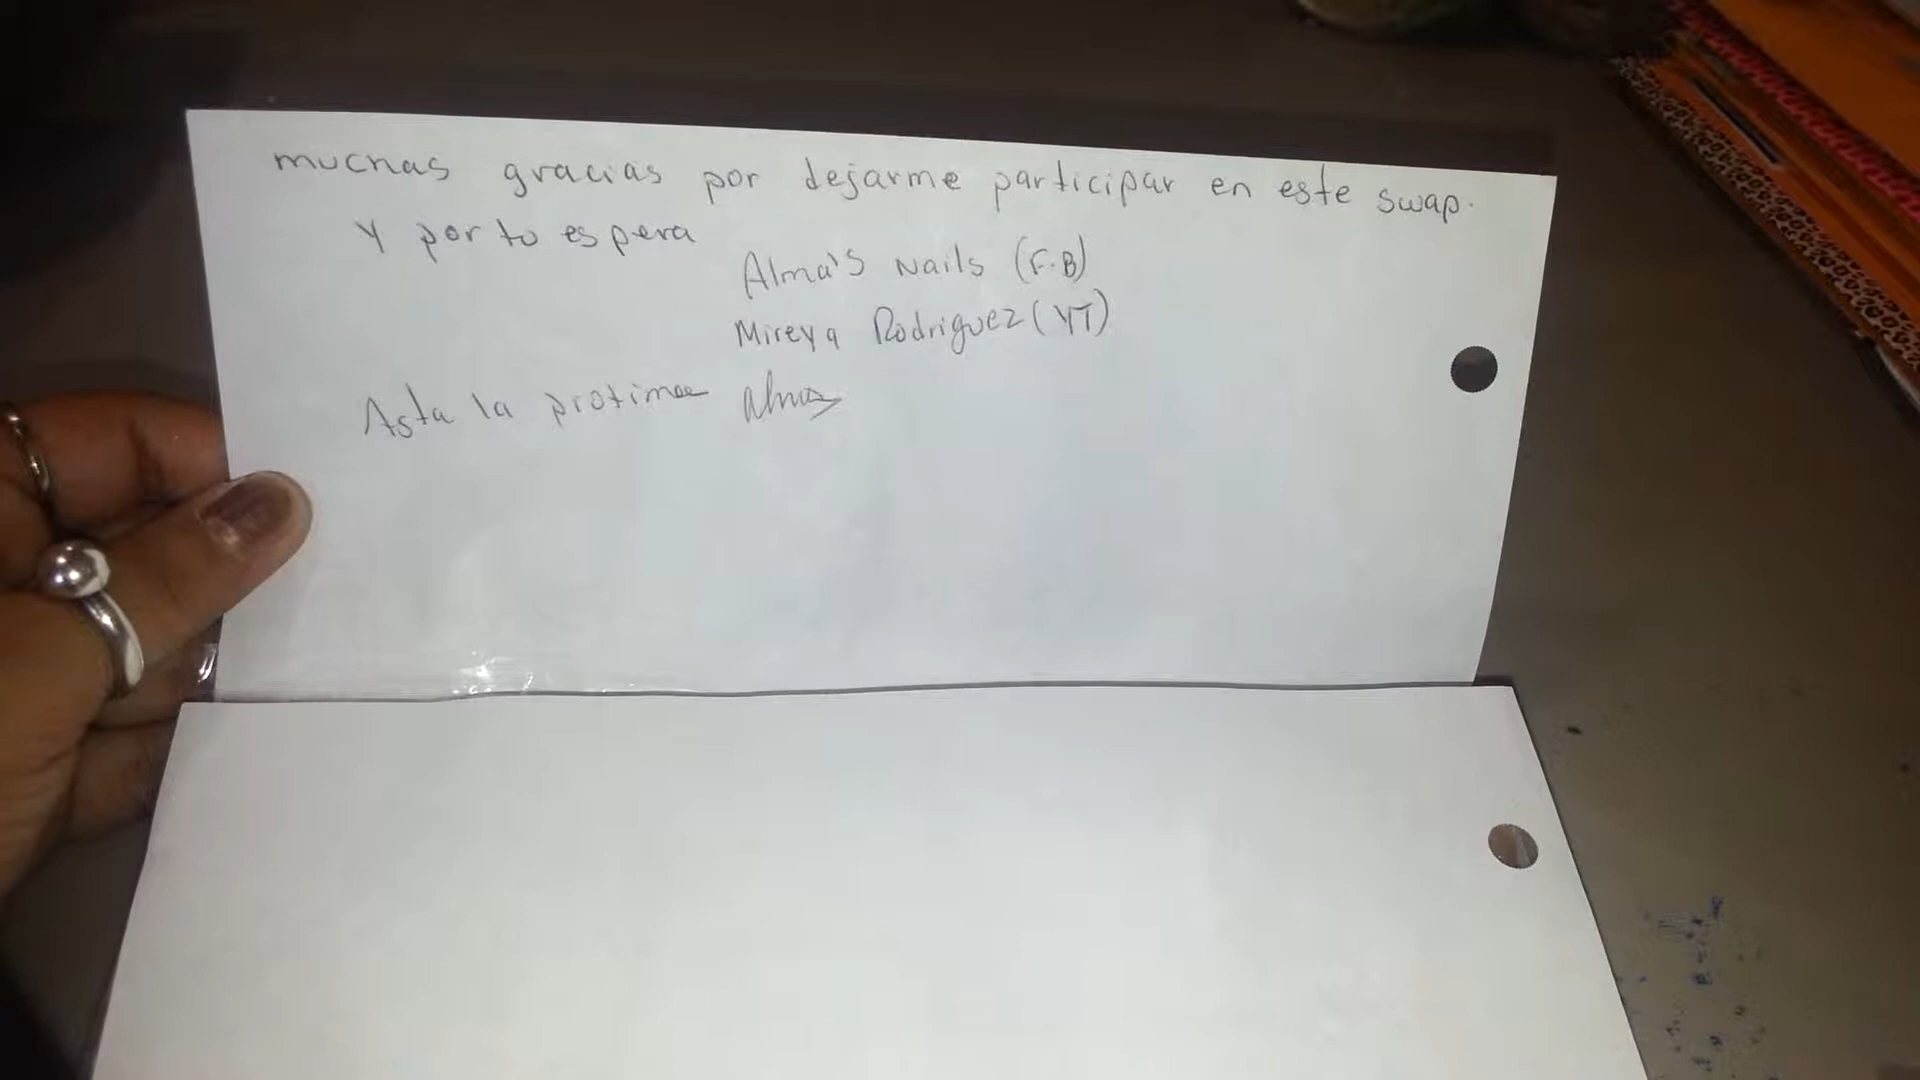 muchas gracias por dejarme participar en este swap.
Y por tu espera
Alma's Nails (F.B)
Mireya Rodriguez (YT)
Asta la protima alma